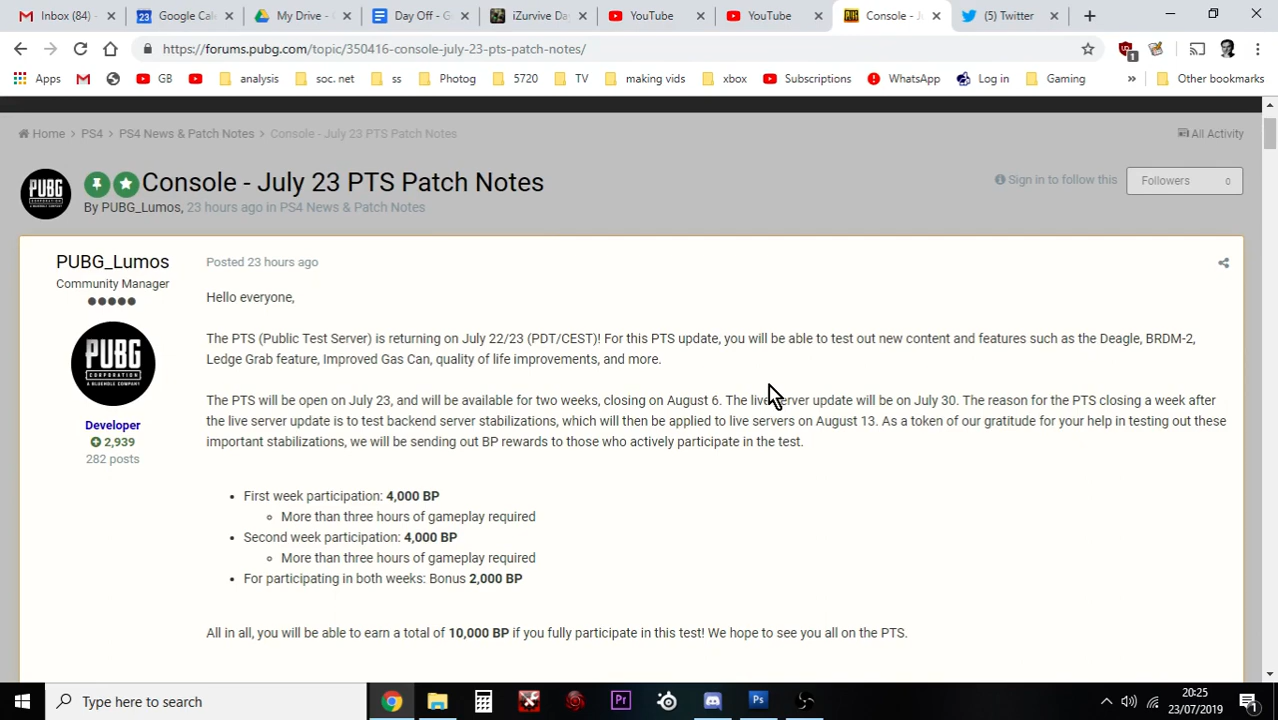 Inbox (84)
Google Cal
My Drive - G
Day Off - G
iZurvive Da
YouTube
YouTube
Console - Ju
(5) Twitter
https://forums.pubg.com/topic/350416-console-july-23-pts-patch-notes/
Apps
GB
analysis
soc. net
ss
Photog
5720
TV
making vids
xbox
Subscriptions
WhatsApp
Log in
Gaming
»
Other bookmarks
Home > PS4 > PS4 News & Patch Notes > Console - July 23 PTS Patch Notes
All Activity
Console - July 23 PTS Patch Notes
By PUBG_Lumos, 23 hours ago in PS4 News & Patch Notes
Sign in to follow this
Followers 0
PUBG_Lumos
Community Manager
PUBG
CORPORATION
A BLUEHOLE COMPANY
Developer
2,939
282 posts
Posted 23 hours ago
Hello everyone,
The PTS (Public Test Server) is returning on July 22/23 (PDT/CEST)! For this PTS update, you will be able to test out new content and features such as the Deagle, BRDM-2,
Ledge Grab feature, Improved Gas Can, quality of life improvements, and more.
The PTS will be open on July 23, and will be available for two weeks, closing on August 6. The live server update will be on July 30. The reason for the PTS closing a week after
the live server update is to test backend server stabilizations, which will then be applied to live servers on August 13. As a token of our gratitude for your help in testing out these
important stabilizations, we will be sending out BP rewards to those who actively participate in the test.
First week participation: 4,000 BP
More than three hours of gameplay required
Second week participation: 4,000 BP
More than three hours of gameplay required
For participating in both weeks: Bonus 2,000 BP
All in all, you will be able to earn a total of 10,000 BP if you fully participate in this test! We hope to see you all on the PTS.
Type here to search
20:25
23/07/2019